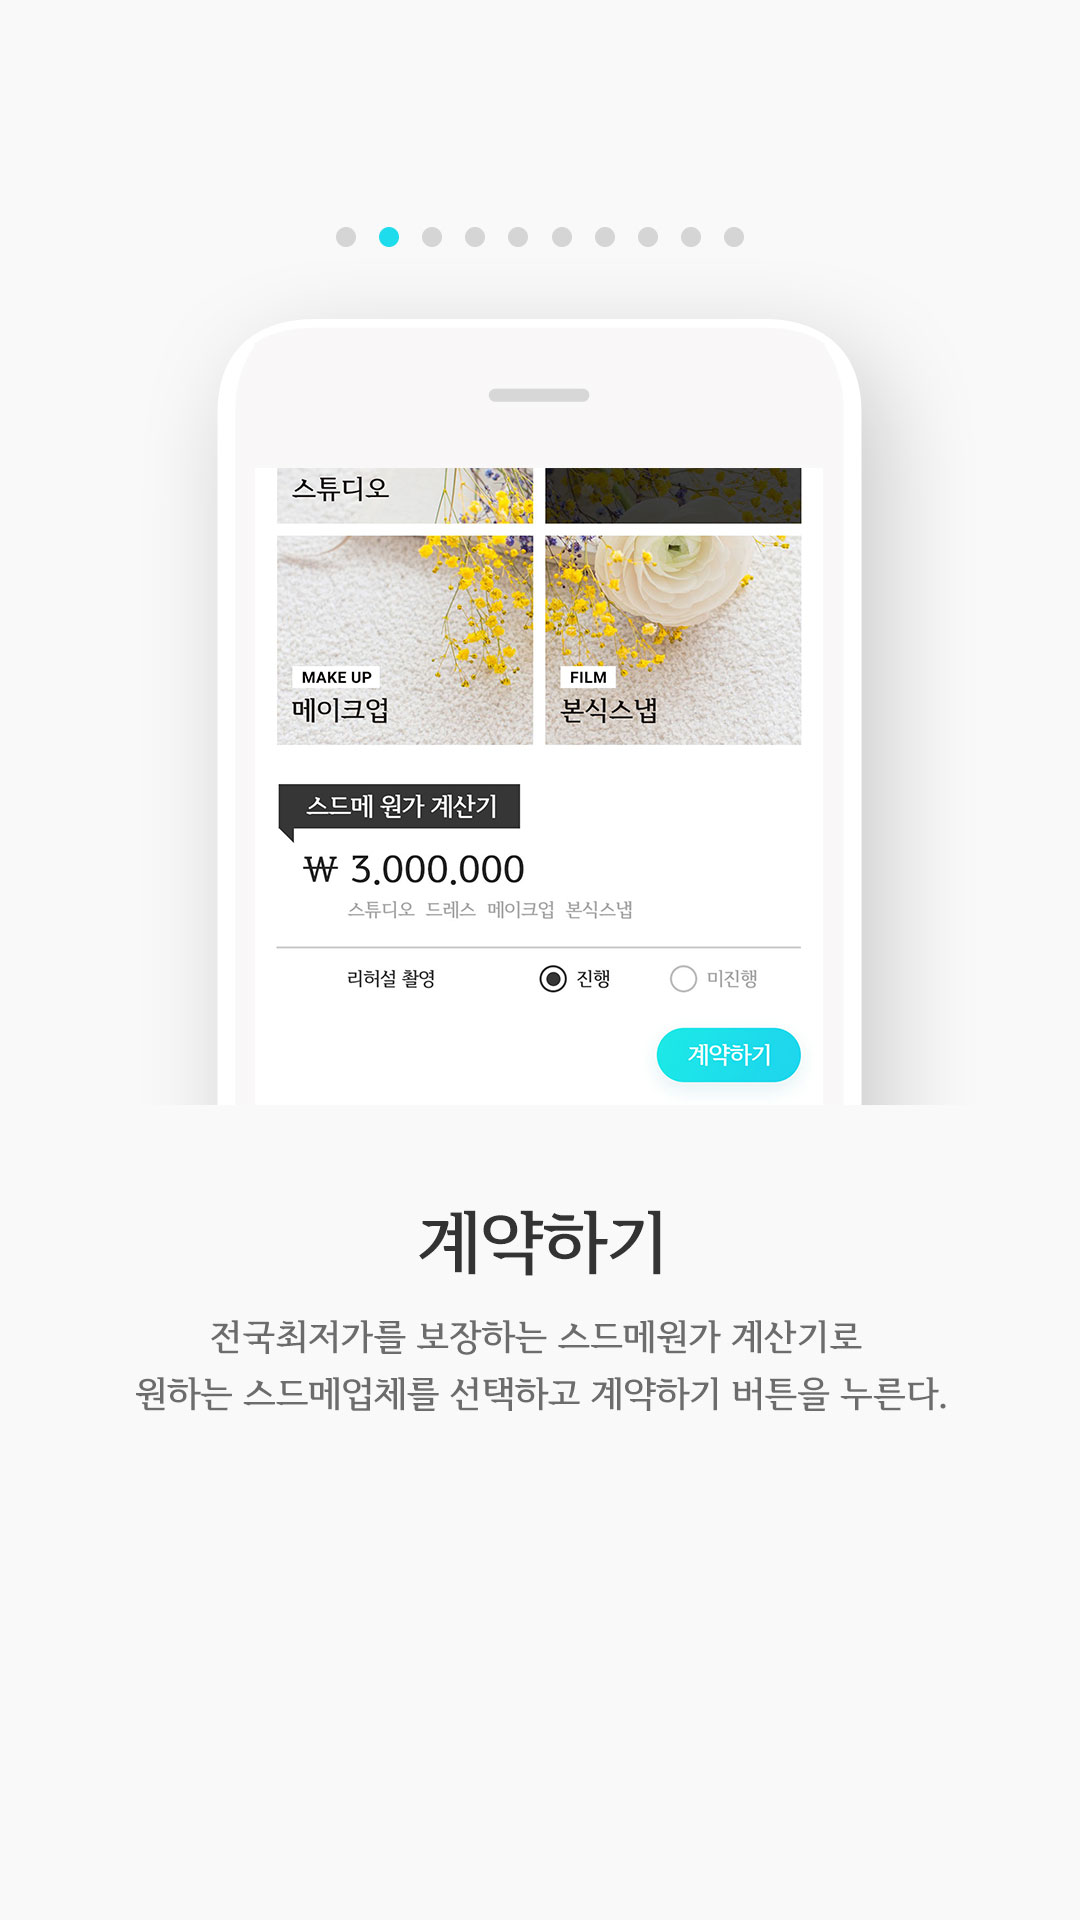 스튜디오
MAKE UP
메이크업
FILM
본식스냅
스드메 원가 계산기
₩ 3.000.000
스튜디오 드레스 메이크업 본식스냅
리허설 촬영 진행 미진행
계약하기
계약하기
전국최저가를 보장하는 스드메원가 계산기로
원하는 스드메업체를 선택하고 계약하기 버튼을 누른다.